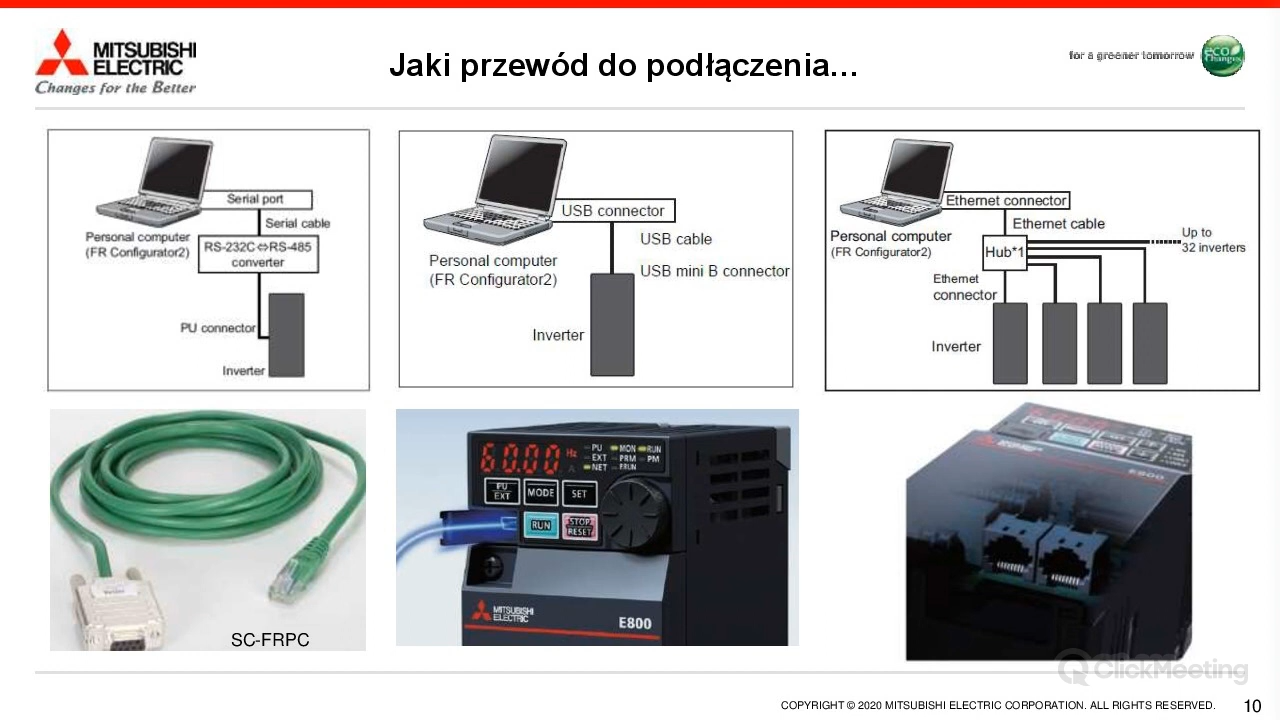 MITSUBISHI
ELECTRIC
Changes for the Better
Jaki przewód do podłączenia...
for a greener tomorrow
eco
Changes
Serial port
Serial cable
Personal computer
(FR Configurator2)
RS-232C⇔RS-485
converter
PU connector
Inverter
USB connector
USB cable
Personal computer
(FR Configurator2)
USB mini B connector
Inverter
Ethernet connector
Ethernet cable
Personal computer
(FR Configurator2)
Hub*1
Up to
32 inverters
Ethernet
connector
Inverter
SC-FRPC
60.00 Hz
A
PU MON RUN
EXT PRM PM
NET P.RUN
PU
EXT
MODE
SET
RUN
STOP
RESET
MITSUBISHI
ELECTRIC
E800
E800
ClickMeeting
COPYRIGHT © 2020 MITSUBISHI ELECTRIC CORPORATION. ALL RIGHTS RESERVED.
10